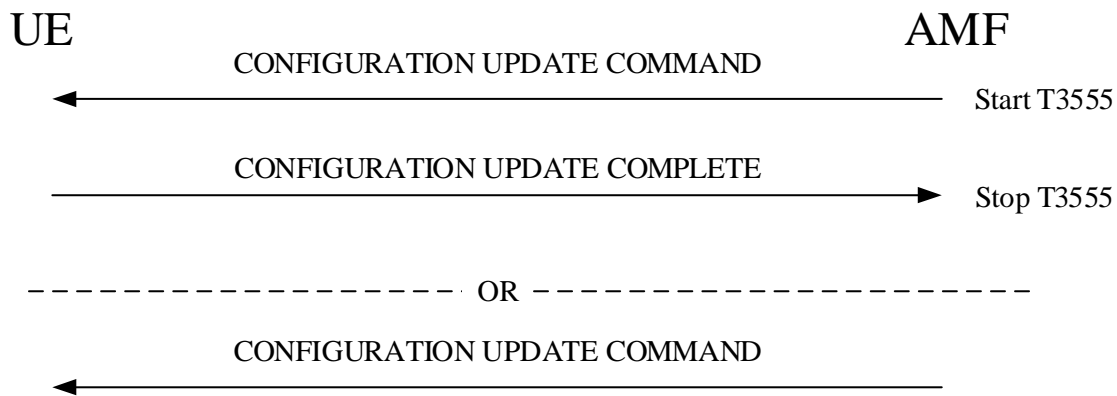 UE AMF
CONFIGURATION UPDATE COMMAND
Start T3555
CONFIGURATION UPDATE COMPLETE
Stop T3555
OR
CONFIGURATION UPDATE COMMAND